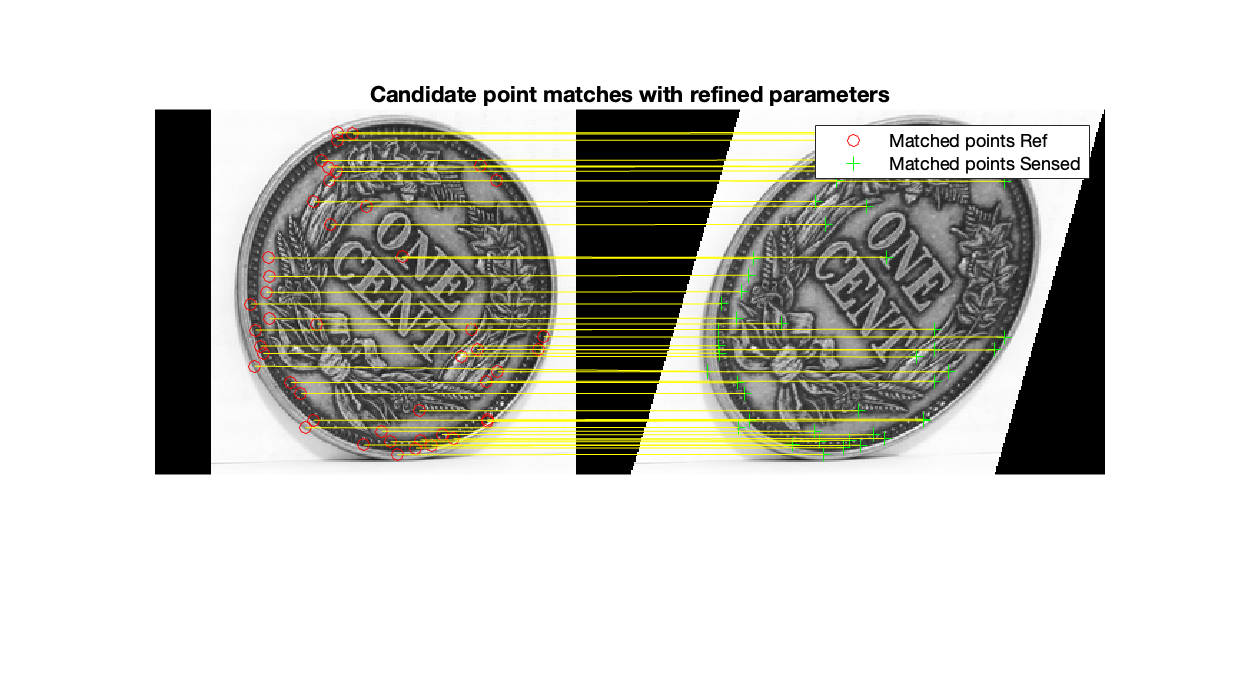 Candidate point matches with refined parameters
Matched points Ref
Matched points Sensed
ONE
CENT
ONE
CENT